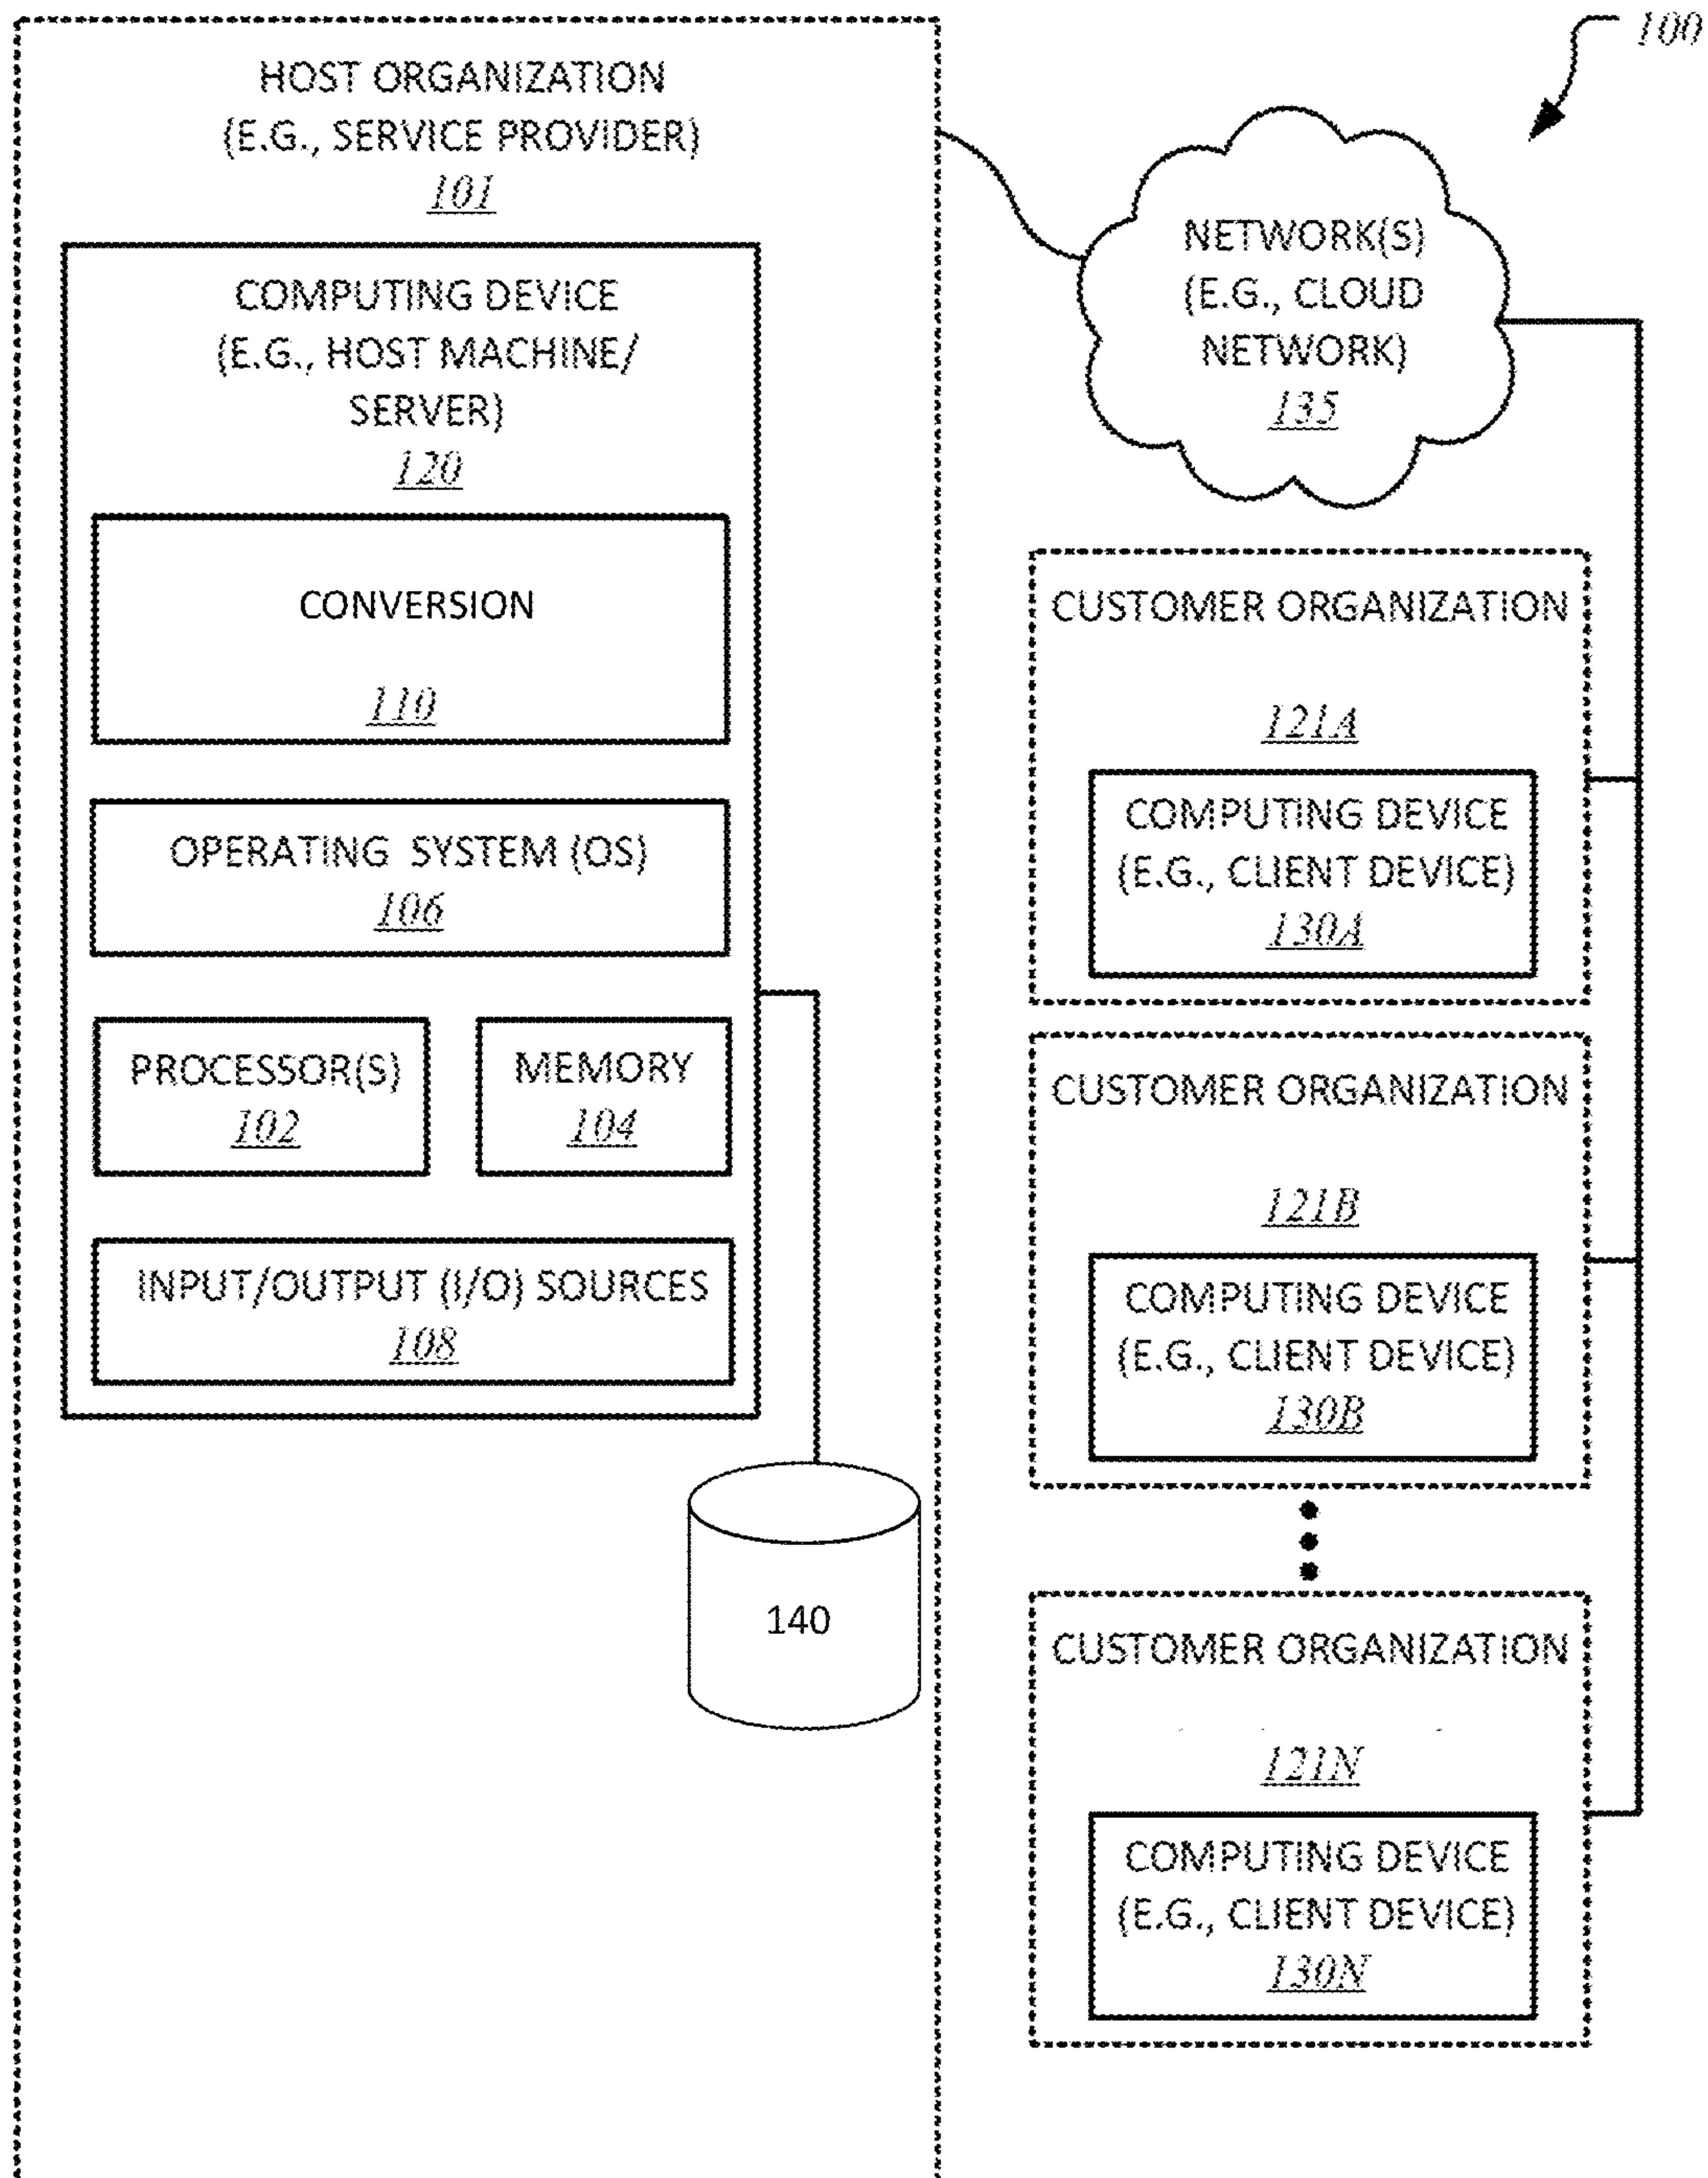 100
HOST ORGANIZATION
(E.G., SERVICE PROVIDER)
101
COMPUTING DEVICE
(E.G., HOST MACHINE/
SERVER)
120
CONVERSION
110
OPERATING SYSTEM (OS)
106
PROCESSOR(S)
102
MEMORY
104
INPUT/OUTPUT (I/O) SOURCES
108
140
NETWORK(S)
(E.G., CLOUD
NETWORK)
135
CUSTOMER ORGANIZATION
121A
COMPUTING DEVICE
(E.G., CLIENT DEVICE)
130A
CUSTOMER ORGANIZATION
121B
COMPUTING DEVICE
(E.G., CLIENT DEVICE)
130B
CUSTOMER ORGANIZATION
121N
COMPUTING DEVICE
(E.G., CLIENT DEVICE)
130N